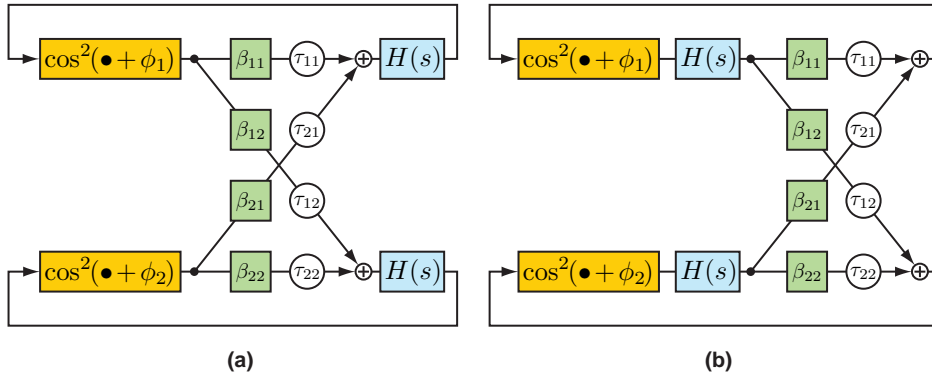 cos²(• + ϕ₁) β₁₁ τ₁₁ ⊕ H(s) cos²(• + ϕ₁) H(s) β₁₁ τ₁₁ ⊕
β₁₂ τ₂₁ β₁₂ τ₂₁
β₂₁ τ₁₂ β₂₁ τ₁₂
cos²(• + ϕ₂) β₂₂ τ₂₂ ⊕ H(s) cos²(• + ϕ₂) H(s) β₂₂ τ₂₂ ⊕
(a) (b)